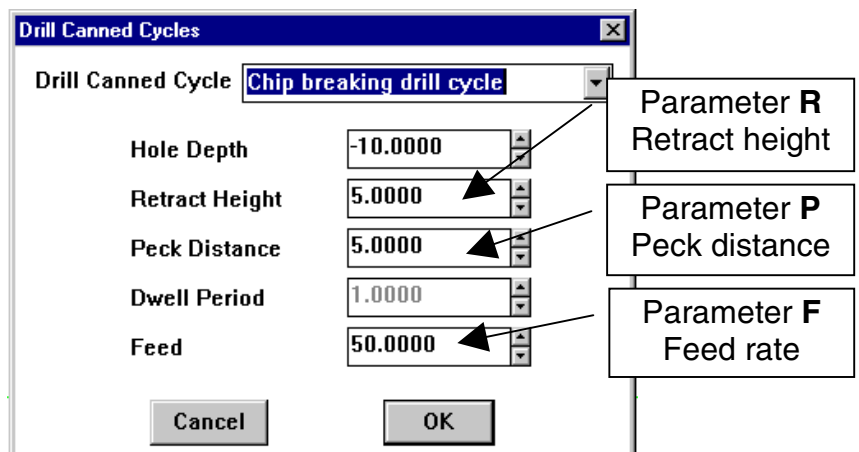 Drill Canned Cycles
Drill Canned Cycle Chip breaking drill cycle
Hole Depth -10.0000
Retract Height 5.0000
Peck Distance 5.0000
Dwell Period 1.0000
Feed 50.0000
Cancel OK
Parameter R
Retract height
Parameter P
Peck distance
Parameter F
Feed rate